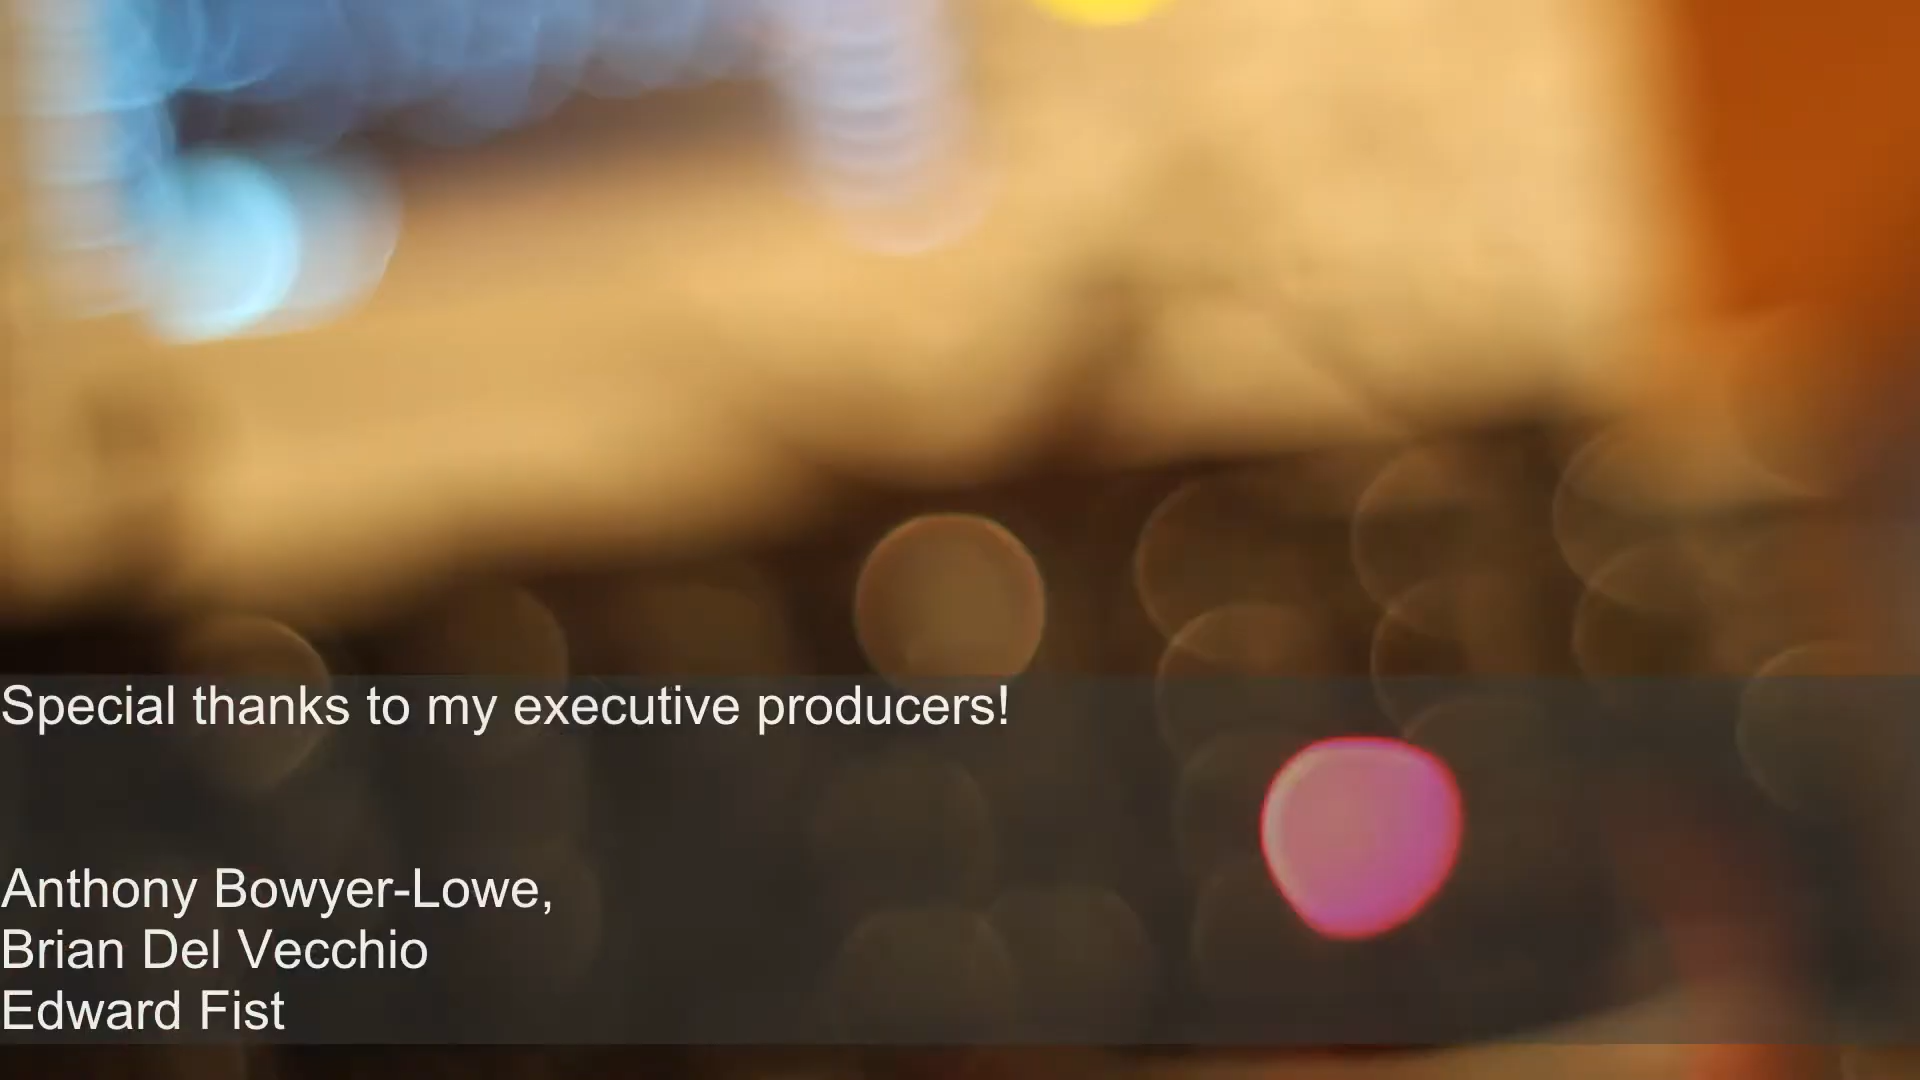 Special thanks to my executive producers!
Anthony Bowyer-Lowe,
Brian Del Vecchio
Edward Fist